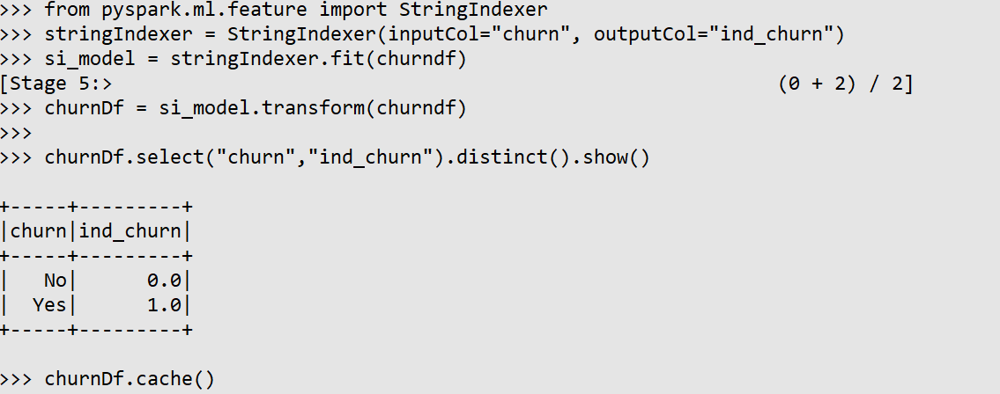 >>> from pyspark.ml.feature import StringIndexer
>>> stringIndexer = StringIndexer(inputCol="churn", outputCol="ind_churn")
>>> si_model = stringIndexer.fit(churndf)
[Stage 5:>                                                          (0 + 2) / 2]
>>> churnDf = si_model.transform(churndf)
>>>
>>> churnDf.select("churn","ind_churn").distinct().show()
+-----+---------+
|churn|ind_churn|
+-----+---------+
|   No|      0.0|
|  Yes|      1.0|
+-----+---------+
>>> churnDf.cache()